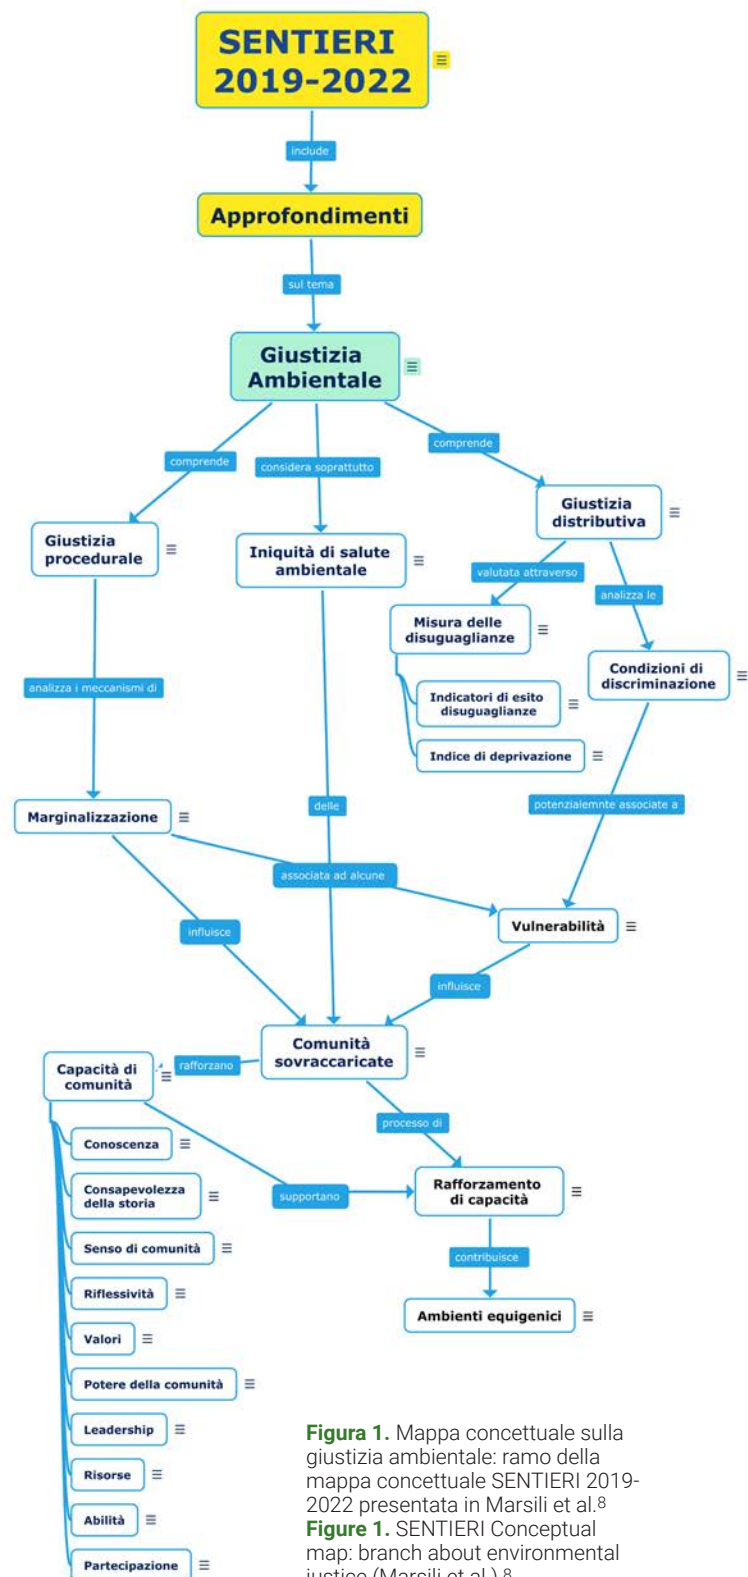 SENTIERI
2019-2022
include
Approfondimenti
sul tema
Giustizia
Ambientale
comprende
considera soprattutto
comprende
Giustizia
procedurale
Iniquità di salute
ambientale
Giustizia
distributiva
valutata attraverso
analizza le
Misura delle
disuguaglianze
Condizioni di
discriminazione
Indicatori di esito
disuguaglianze
Indice di deprivazione
analizza i meccanismi di
Marginalizzazione
delle
potenzialemnte associate a
associata ad alcune
Vulnerabilità
influisce
influisce
Comunità
sovraccaricate
rafforzano
Capacità di
comunità
processo di
Conoscenza
Consapevolezza
della storia
Senso di comunità
Riflessività
Valori
Potere della comunità
Leadership
Risorse
Abilità
Partecipazione
supportano
Rafforzamento
di capacità
contribuisce
Ambienti equigenici
Figura 1. Mappa concettuale sulla
giustizia ambientale: ramo della
mappa concettuale SENTIERI 2019-
2022 presentata in Marsili et al.8
Figure 1. SENTIERI Conceptual
map: branch about environmental
justice (Marsili et al.).8